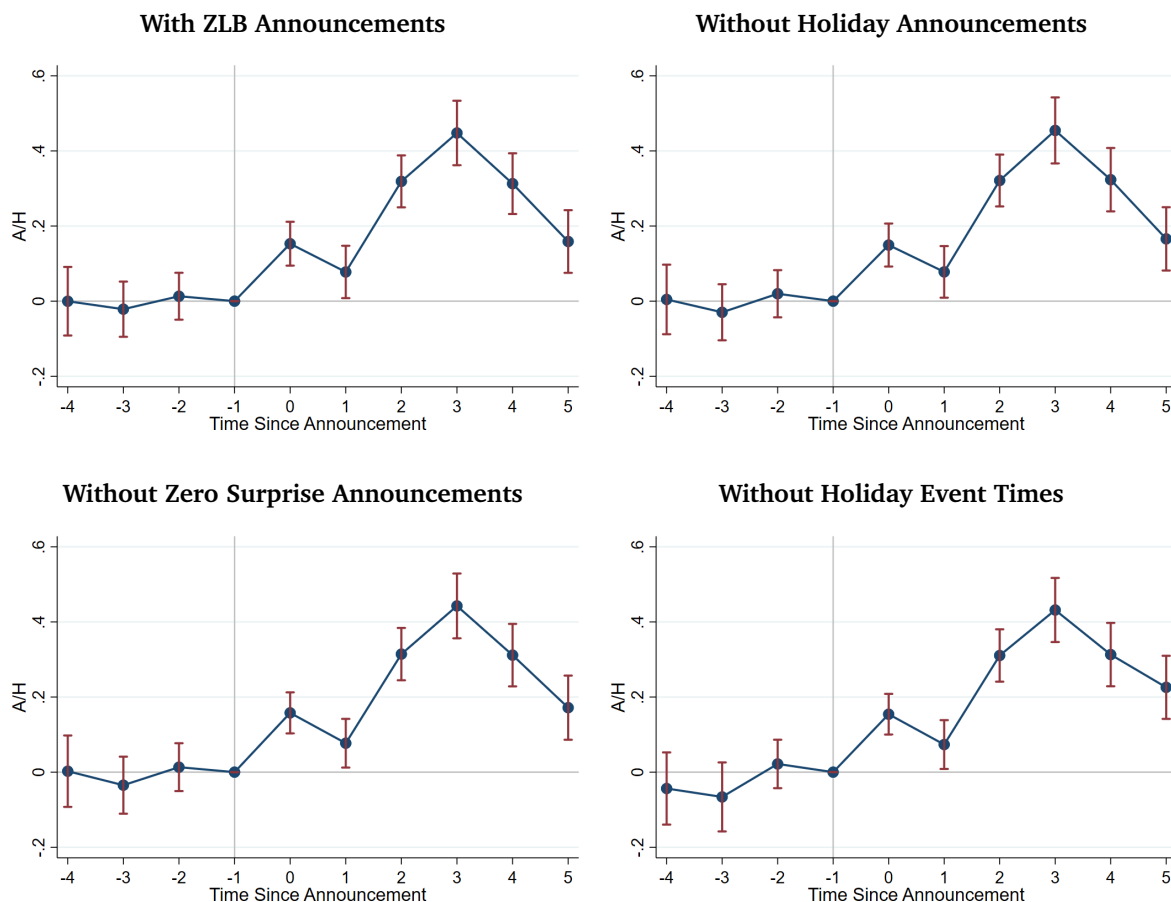 With ZLB Announcements
.6
.4
.2
0
-.2
A/H
-4 -3 -2 -1 0 1 2 3 4 5
Time Since Announcement
Without Holiday Announcements
.6
.4
.2
0
-.2
A/H
-4 -3 -2 -1 0 1 2 3 4 5
Time Since Announcement
Without Zero Surprise Announcements
.6
.4
.2
0
-.2
A/H
-4 -3 -2 -1 0 1 2 3 4 5
Time Since Announcement
Without Holiday Event Times
.6
.4
.2
0
-.2
A/H
-4 -3 -2 -1 0 1 2 3 4 5
Time Since Announcement